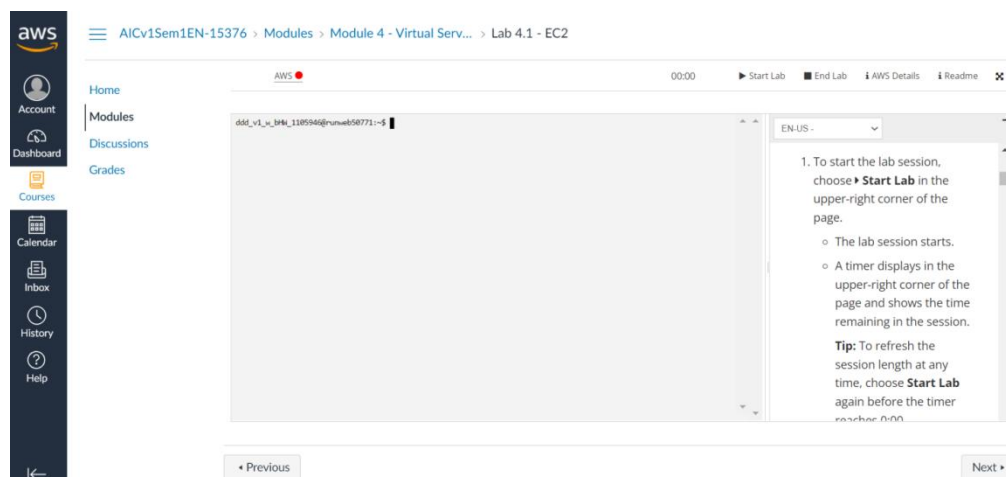 aws
AICv1Sem1EN-15376 > Modules > Module 4 - Virtual Serv... > Lab 4.1 - EC2
Account
Dashboard
Courses
Calendar
Inbox
History
Help
Home
Modules
Discussions
Grades
AWS
00:00
Start Lab
End Lab
AWS Details
Readme
EN-US -
1. To start the lab session,
choose Start Lab in the
upper-right corner of the
page.
The lab session starts.
A timer displays in the
upper-right corner of the
page and shows the time
remaining in the session.
Tip: To refresh the
session length at any
time, choose Start Lab
again before the timer
reaches 0:00
Previous
Next